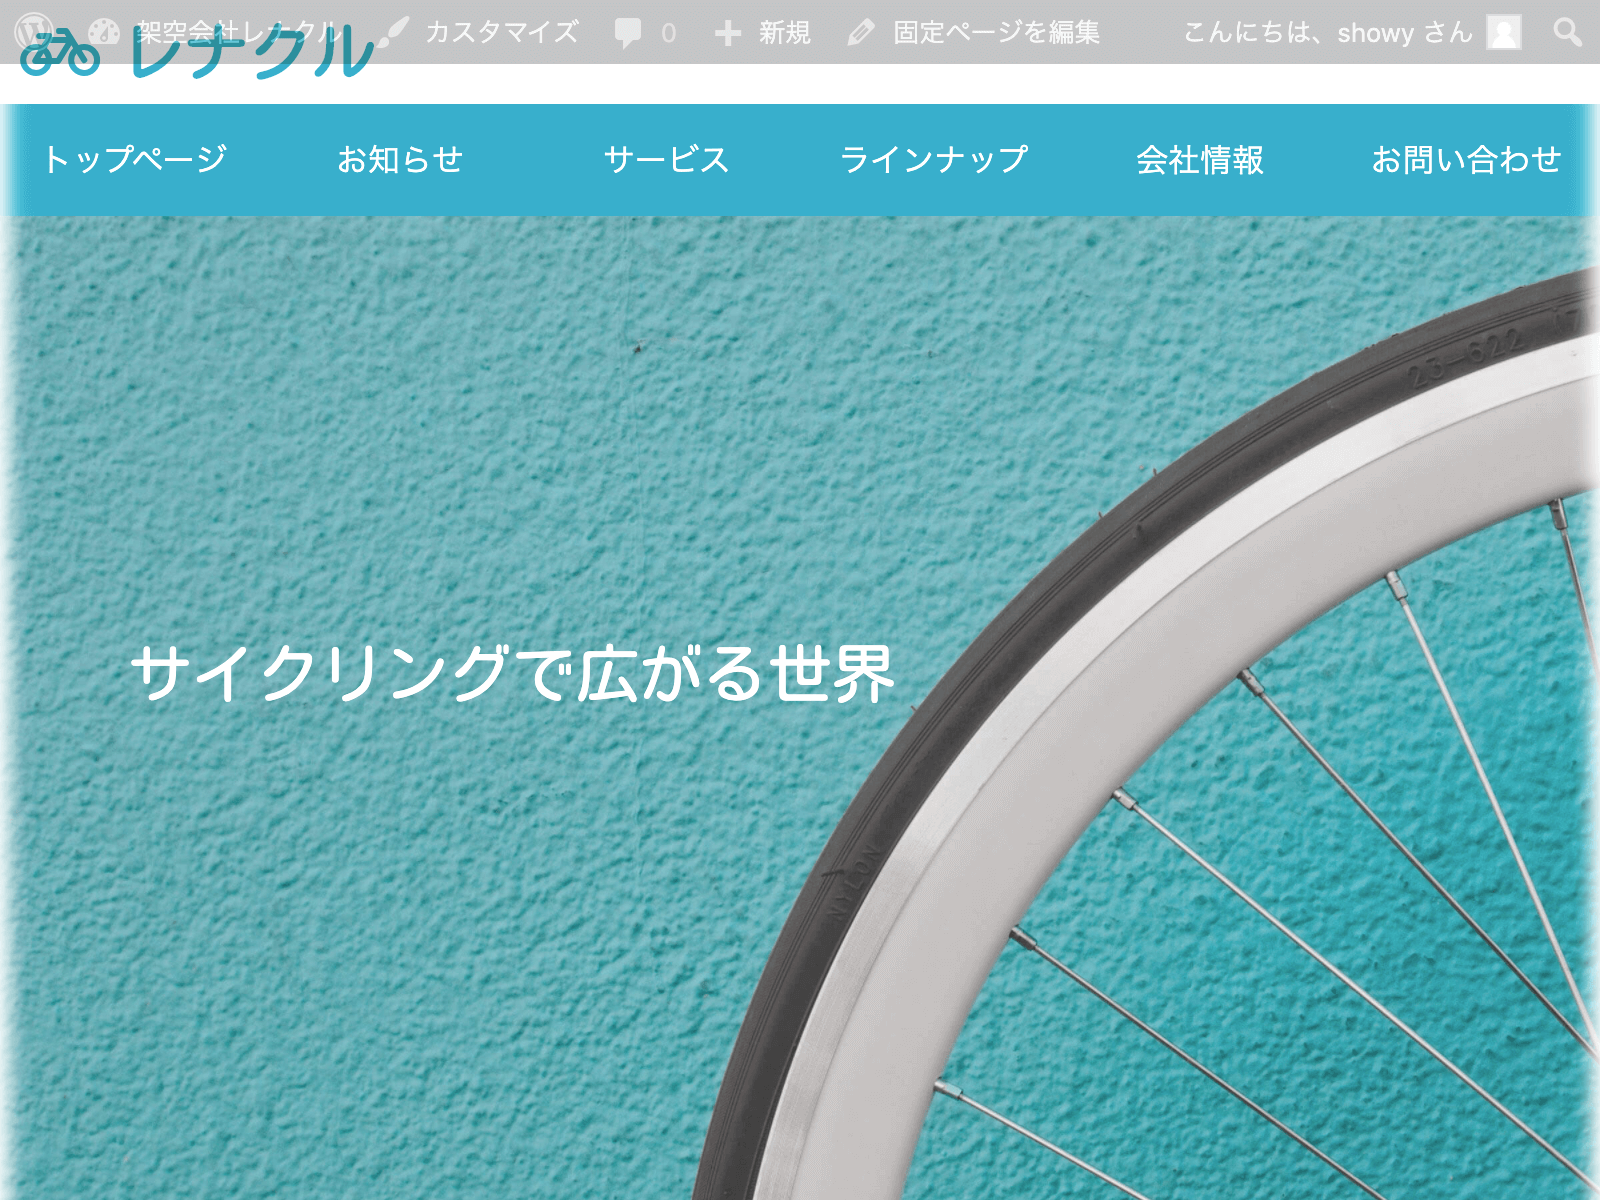 架空会社レナクル カスタマイズ 0 新規 固定ページを編集 こんにちは、showy さん
レナクル
トップページ お知らせ サービス ラインナップ 会社情報 お問い合わせ
23-622
サイクリングで広がる世界
NYLON